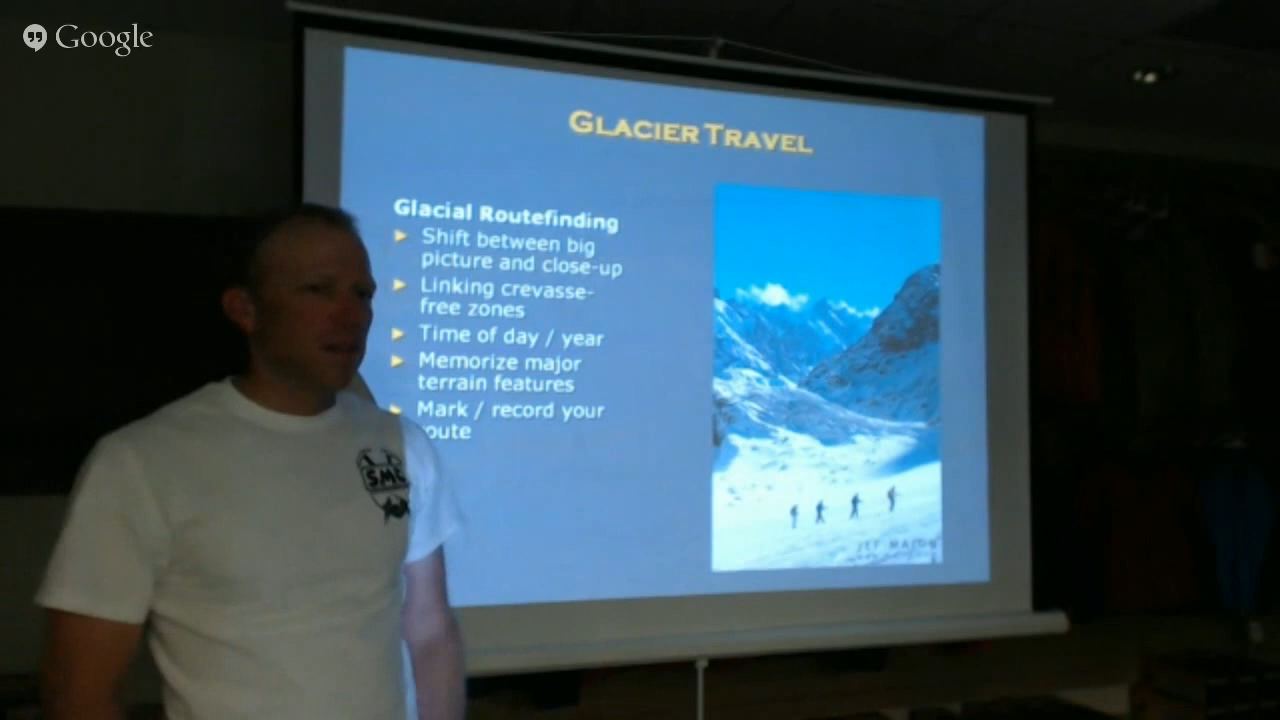 Google
GLACIER TRAVEL
Glacial Routefinding
Shift between big
picture and close-up
Linking crevasse-
free zones
Time of day / year
Memorize major
terrain features
Mark / record your
oute
SMG